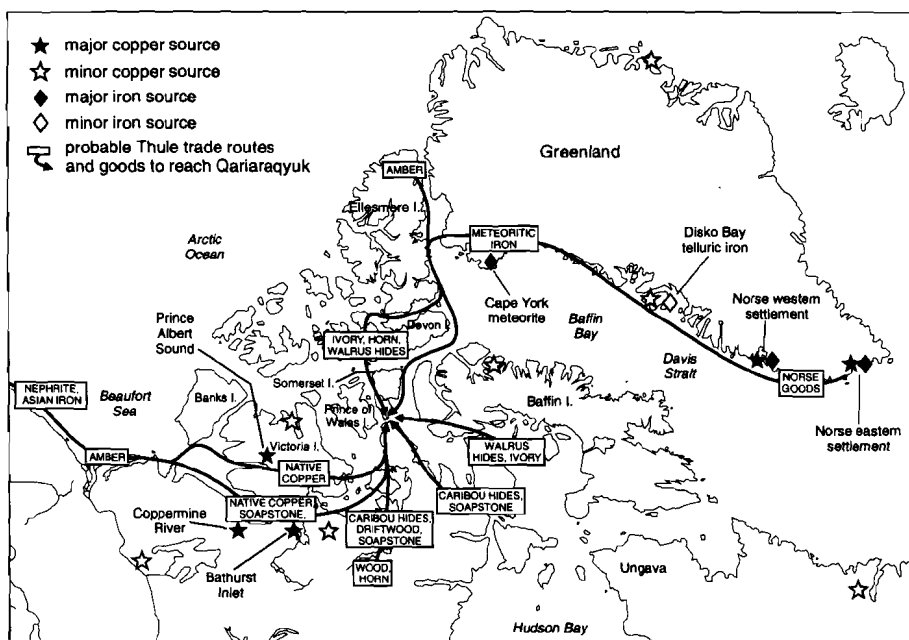 major copper source
minor copper source
major iron source
minor iron source
probable Thule trade routes
and goods to reach Qariaraqyuk
Greenland
AMBER
Ellesmere I.
Arctic
Ocean
METEORITIC
IRON
Disko Bay
telluric iron
Cape York
meteorite
Norse western
settlement
Prince
Albert
Sound
Devon I.
Baffin
Bay
IVORY, HORN,
WALRUS HIDES
Davis
Strait
NORSE
GOODS
Somerset I.
NEPHRITE,
ASIAN IRON
Beaufort
Sea
Banks I.
Prince of
Wales I.
Baffin I.
Norse eastern
settlement
Victoria I.
WALRUS
HIDES, IVORY
AMBER
NATIVE
COPPER
NATIVE COPPER,
SOAPSTONE,
CARIBOU HIDES,
SOAPSTONE
Coppermine
River
CARIBOU HIDES,
DRIFTWOOD,
SOAPSTONE
Bathurst
Inlet
WOOD,
HORN
Ungava
Hudson Bay